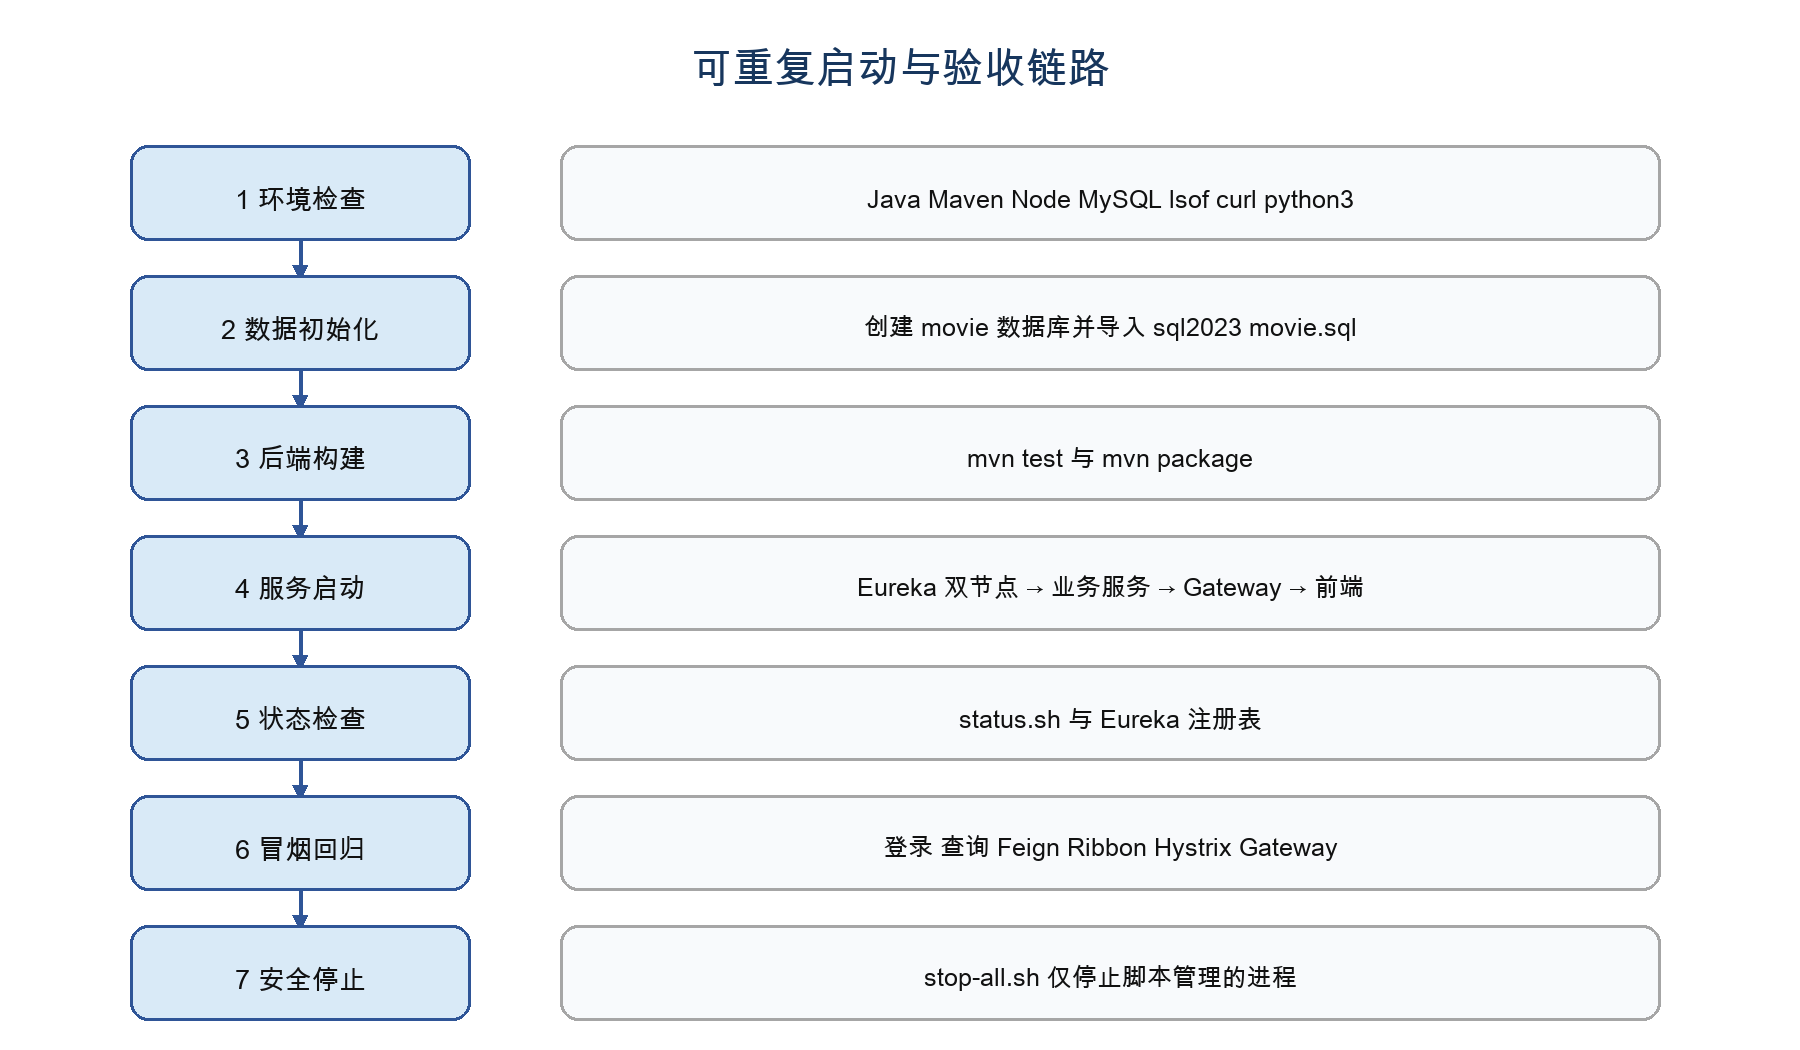 可重复启动与验收链路
1 环境检查
Java Maven Node MySQL lsof curl python3
2 数据初始化
创建 movie 数据库并导入 sql2023 movie.sql
3 后端构建
mvn test 与 mvn package
4 服务启动
Eureka 双节点 → 业务服务 → Gateway → 前端
5 状态检查
status.sh 与 Eureka 注册表
6 冒烟回归
登录 查询 Feign Ribbon Hystrix Gateway
7 安全停止
stop-all.sh 仅停止脚本管理的进程